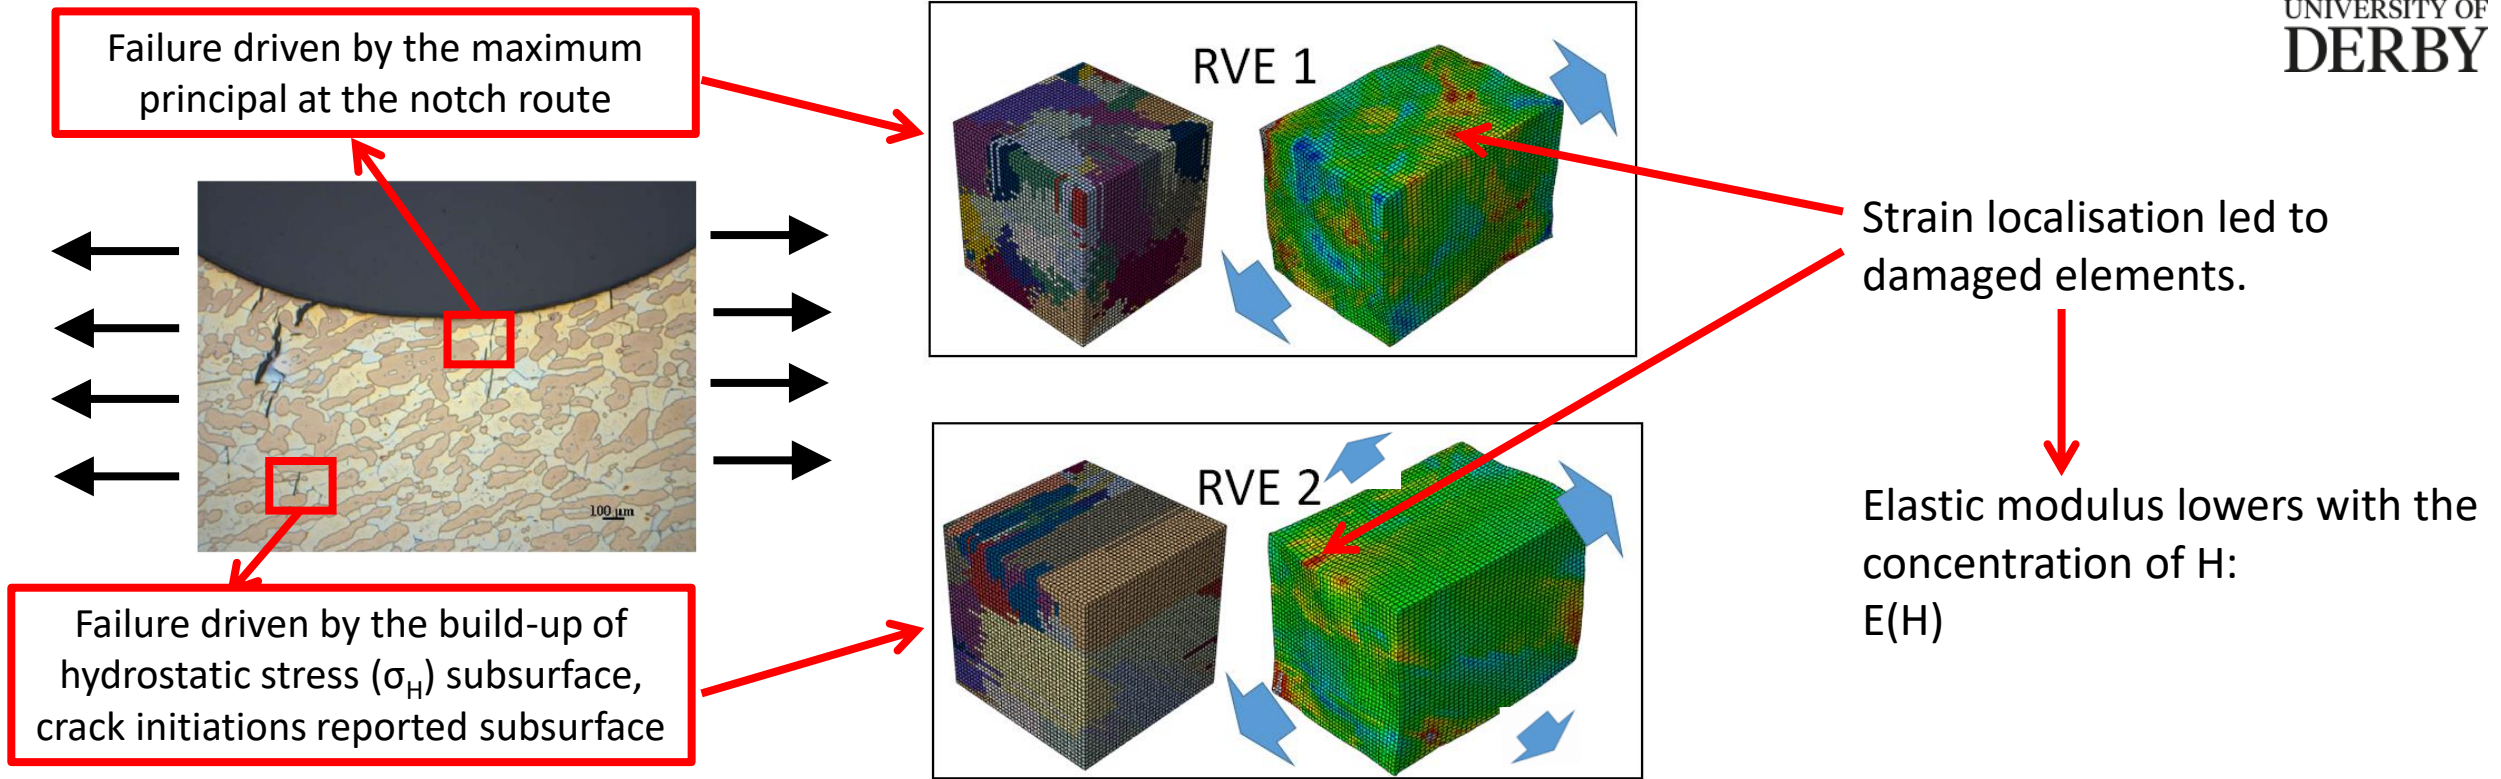 UNIVERSITY OF
DERBY
Failure driven by the maximum
principal at the notch route
RVE 1
Strain localisation led to
damaged elements.
100 µm
RVE 2
Elastic modulus lowers with the
concentration of H:
E(H)
Failure driven by the build-up of
hydrostatic stress (σH) subsurface,
crack initiations reported subsurface